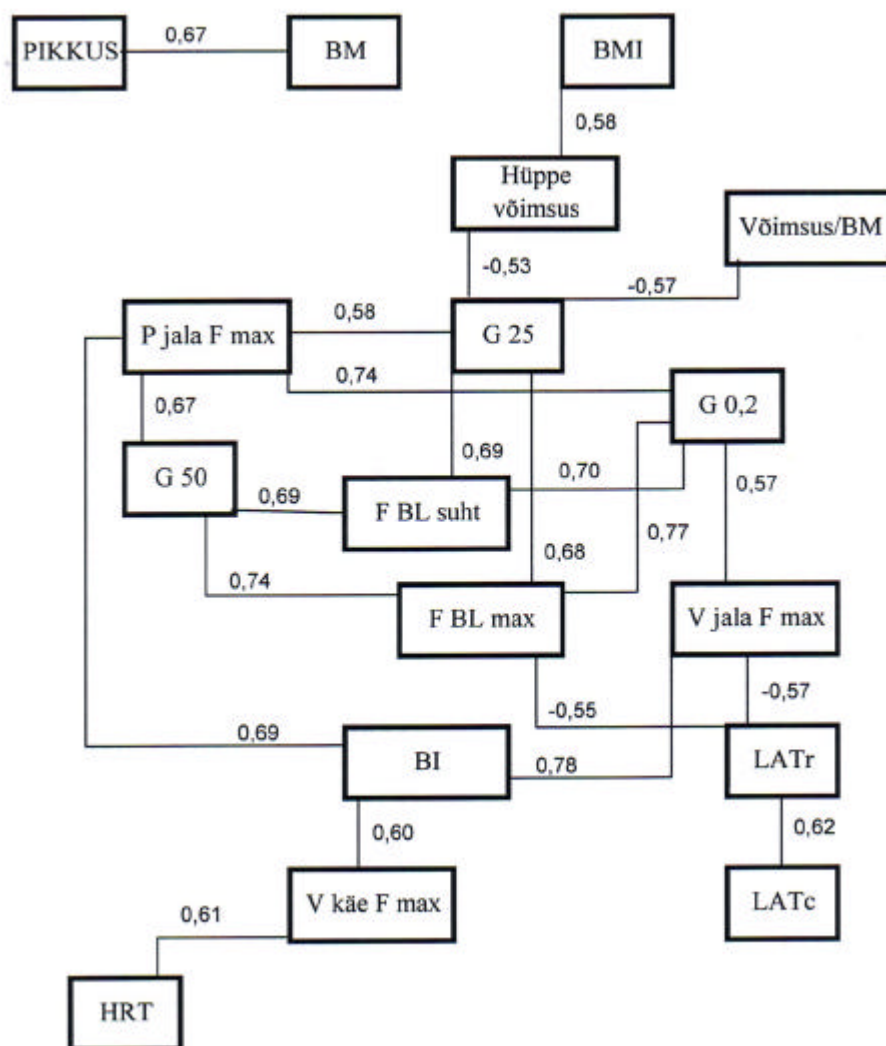 PIKKUS
0,67
BM
BMI
0,58
Hüppe
võimsus
Võimsus/BM
-0,53
-0,57
P jala F max
0,58
G 25
0,74
G 0,2
0,67
G 50
0,69
0,69
F BL suht
0,70
0,57
0,77
0,68
0,74
F BL max
V jala F max
-0,55
-0,57
0,69
BI
0,78
LATr
0,60
0,62
V käe F max
LATc
0,61
HRT